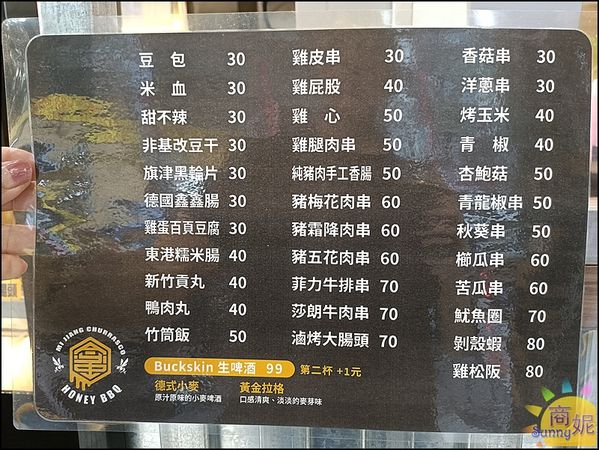 豆包 30
米血 30
甜不辣 30
非基改豆干 30
旗津黑輪片 30
德國鑫鑫腸 30
雞蛋百頁豆腐 30
東港糯米腸 40
新竹貢丸 40
鴨肉丸 40
竹筒飯 50
雞皮串 30
雞屁股 40
雞心 50
雞腿肉串 50
純豬肉手工香腸 50
豬梅花肉串 60
豬霜降肉串 60
豬五花肉串 60
菲力牛排串 70
莎朗牛肉串 70
滷烤大腸頭 70
香菇串 30
洋蔥串 30
烤玉米 40
青椒 40
杏鮑菇 50
青龍椒串 50
秋葵串 50
櫛瓜串 60
苦瓜串 60
魷魚圈 70
剝殼蝦 80
雞松阪 80
MI JIANG CHURRASCO
HONEY BBQ
Buckskin 生啤酒 99 第二杯 +1元
德式小麥
原汁原味的小麥啤酒
黃金拉格
口感清爽、淡淡的麥芽味
商妮
Sunny